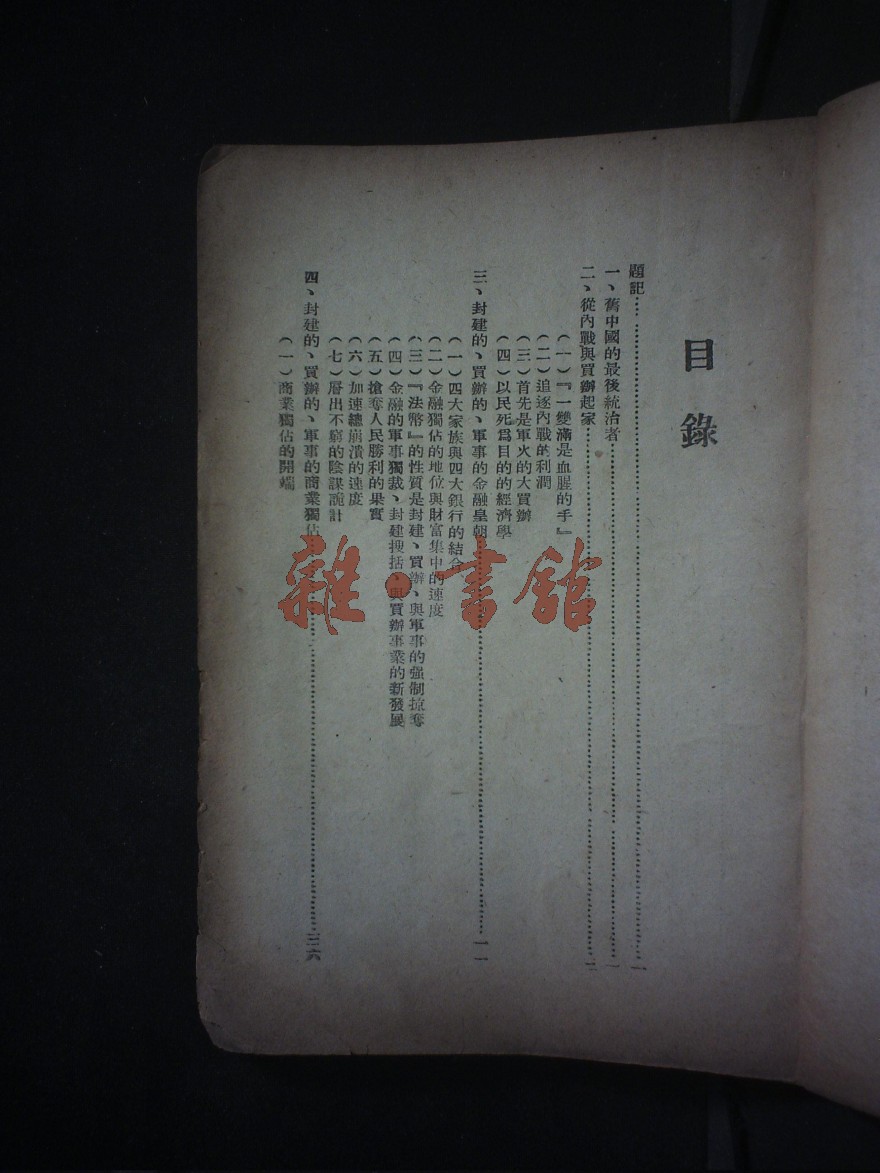 目錄
題記……一
一、舊中國的最後統治者……一
二、從內戰與買辦起家……二
（一）『一雙滿是血腥的手』
（二）追逐內戰的利潤
（三）首先是軍火的大買辦
（四）以民死爲目的的經濟學
三、封建的、買辦的、軍事的金融皇朝……一一
（一）四大家族與四大銀行的結合
（二）金融獨佔的地位與財富集中的速度
（三）『法幣』的性質是封建、買辦、與軍事的强制掠奪
（四）金融的軍事獨裁、封建搜括、與買辦事業的新發展
（五）搶奪人民勝利的果實
（六）加速總崩潰的速度
（七）層出不窮的陰謀詭計
四、封建的、買辦的、軍事的商業獨佔……三六
（一）商業獨佔的開端
雜·書館